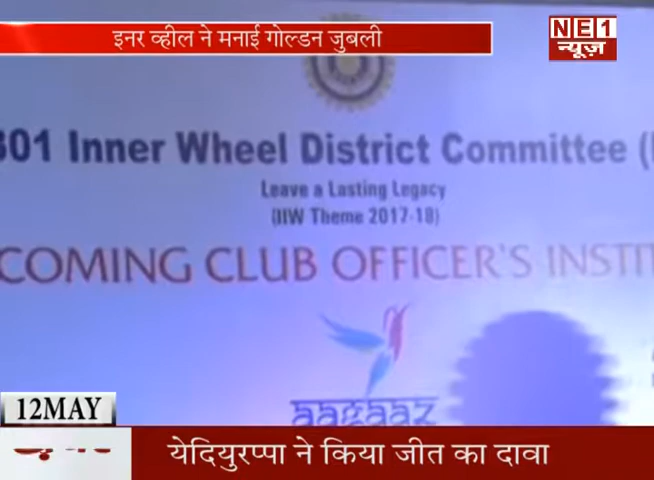 इनर व्हील ने मनाई गोल्डन जुबली
NE1
न्यूज़
301 Inner Wheel District Committee (
Leave a Lasting Legacy
(IIW Theme 2017-18)
COMING CLUB OFFICER'S INSTIT
aagaaz
12MAY
येदियुरप्पा ने किया जीत का दावा